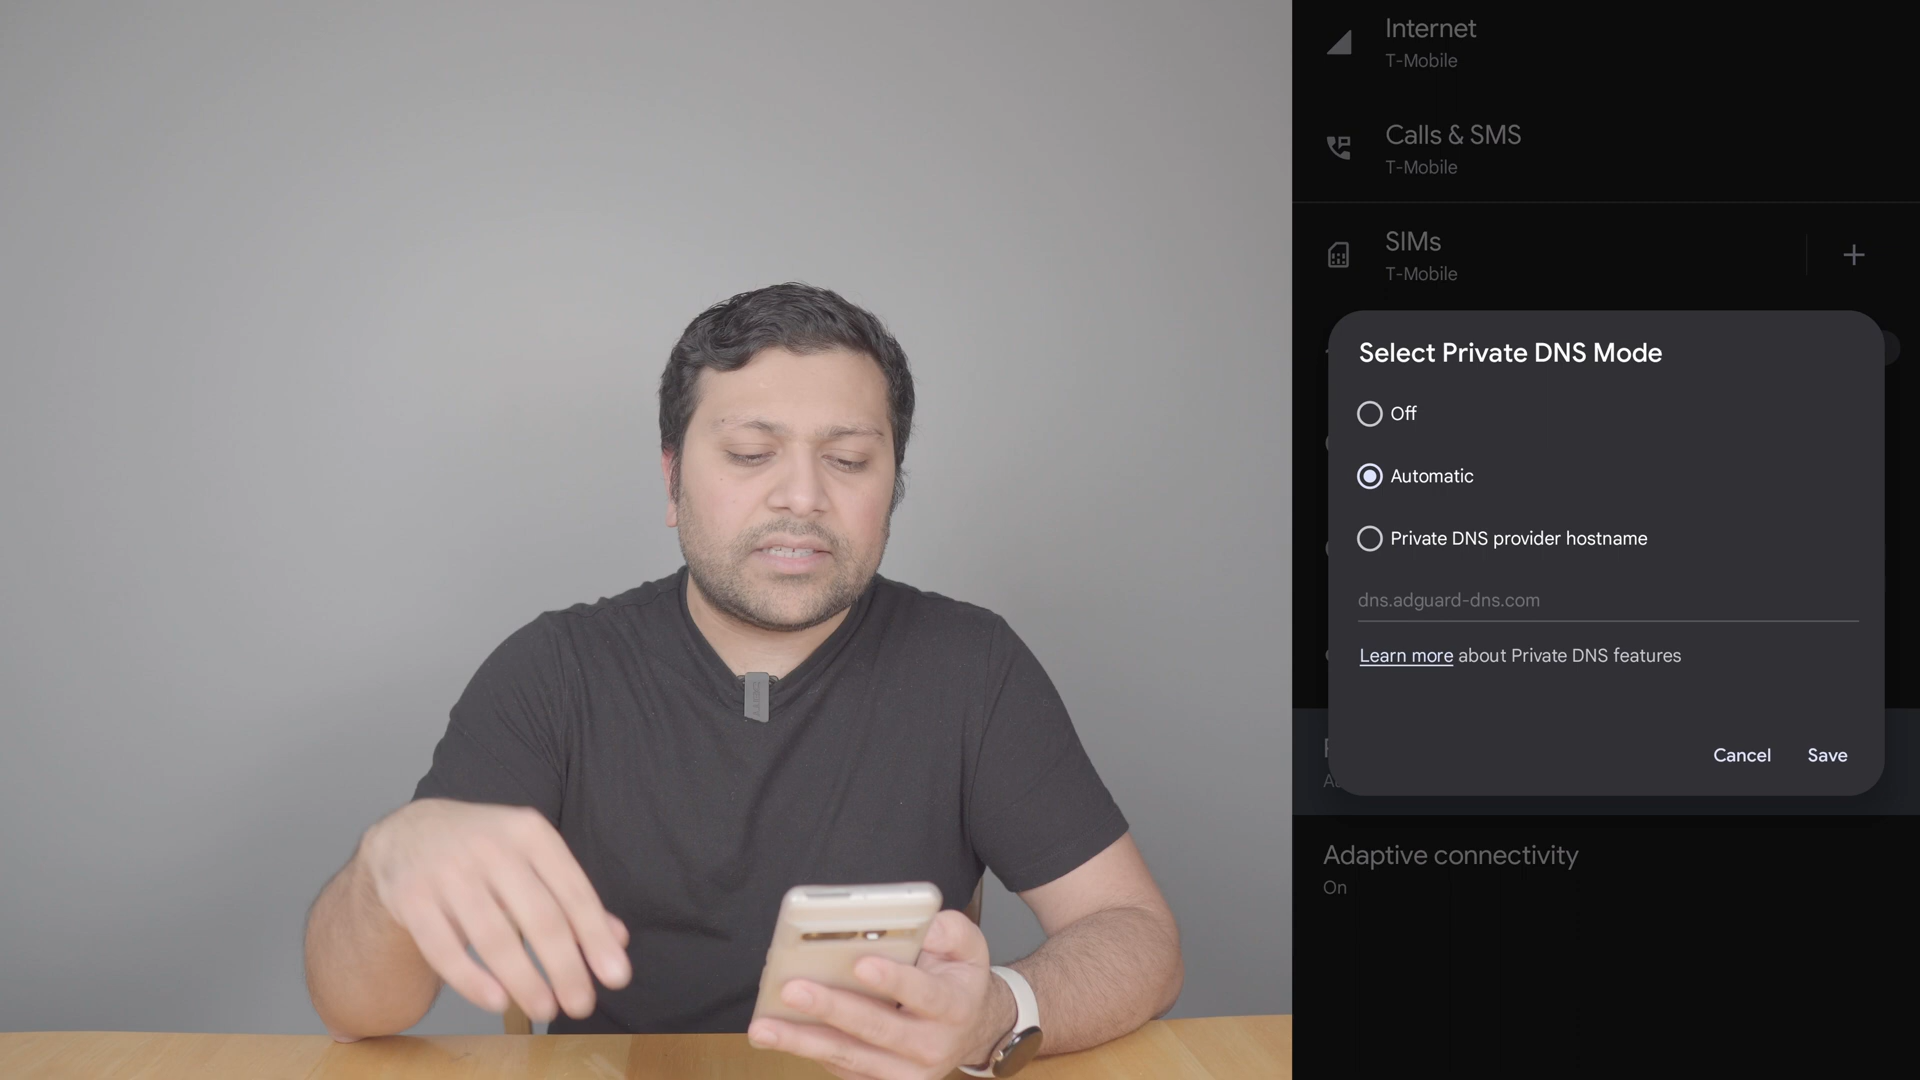 Internet
T-Mobile
Calls & SMS
T-Mobile
SIMs
T-Mobile
Select Private DNS Mode
Off
Automatic
Private DNS provider hostname
dns.adguard-dns.com
Learn more about Private DNS features
Cancel Save
Adaptive connectivity
On